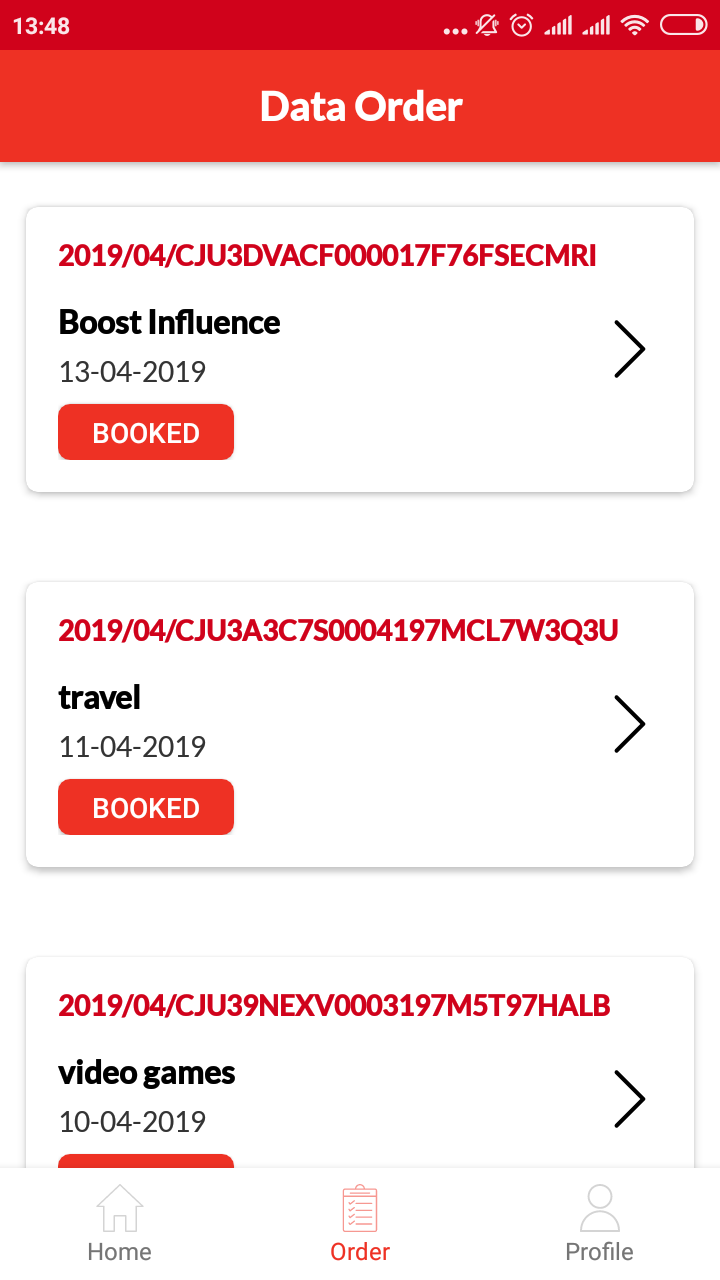 13:48
Data Order
2019/04/CJU3DVACF000017F76FSECMRI
Boost Influence
13-04-2019
BOOKED
2019/04/CJU3A3C7S0004197MCL7W3Q3U
travel
11-04-2019
BOOKED
2019/04/CJU39NEXV0003197M5T97HALB
video games
10-04-2019
Home
Order
Profile